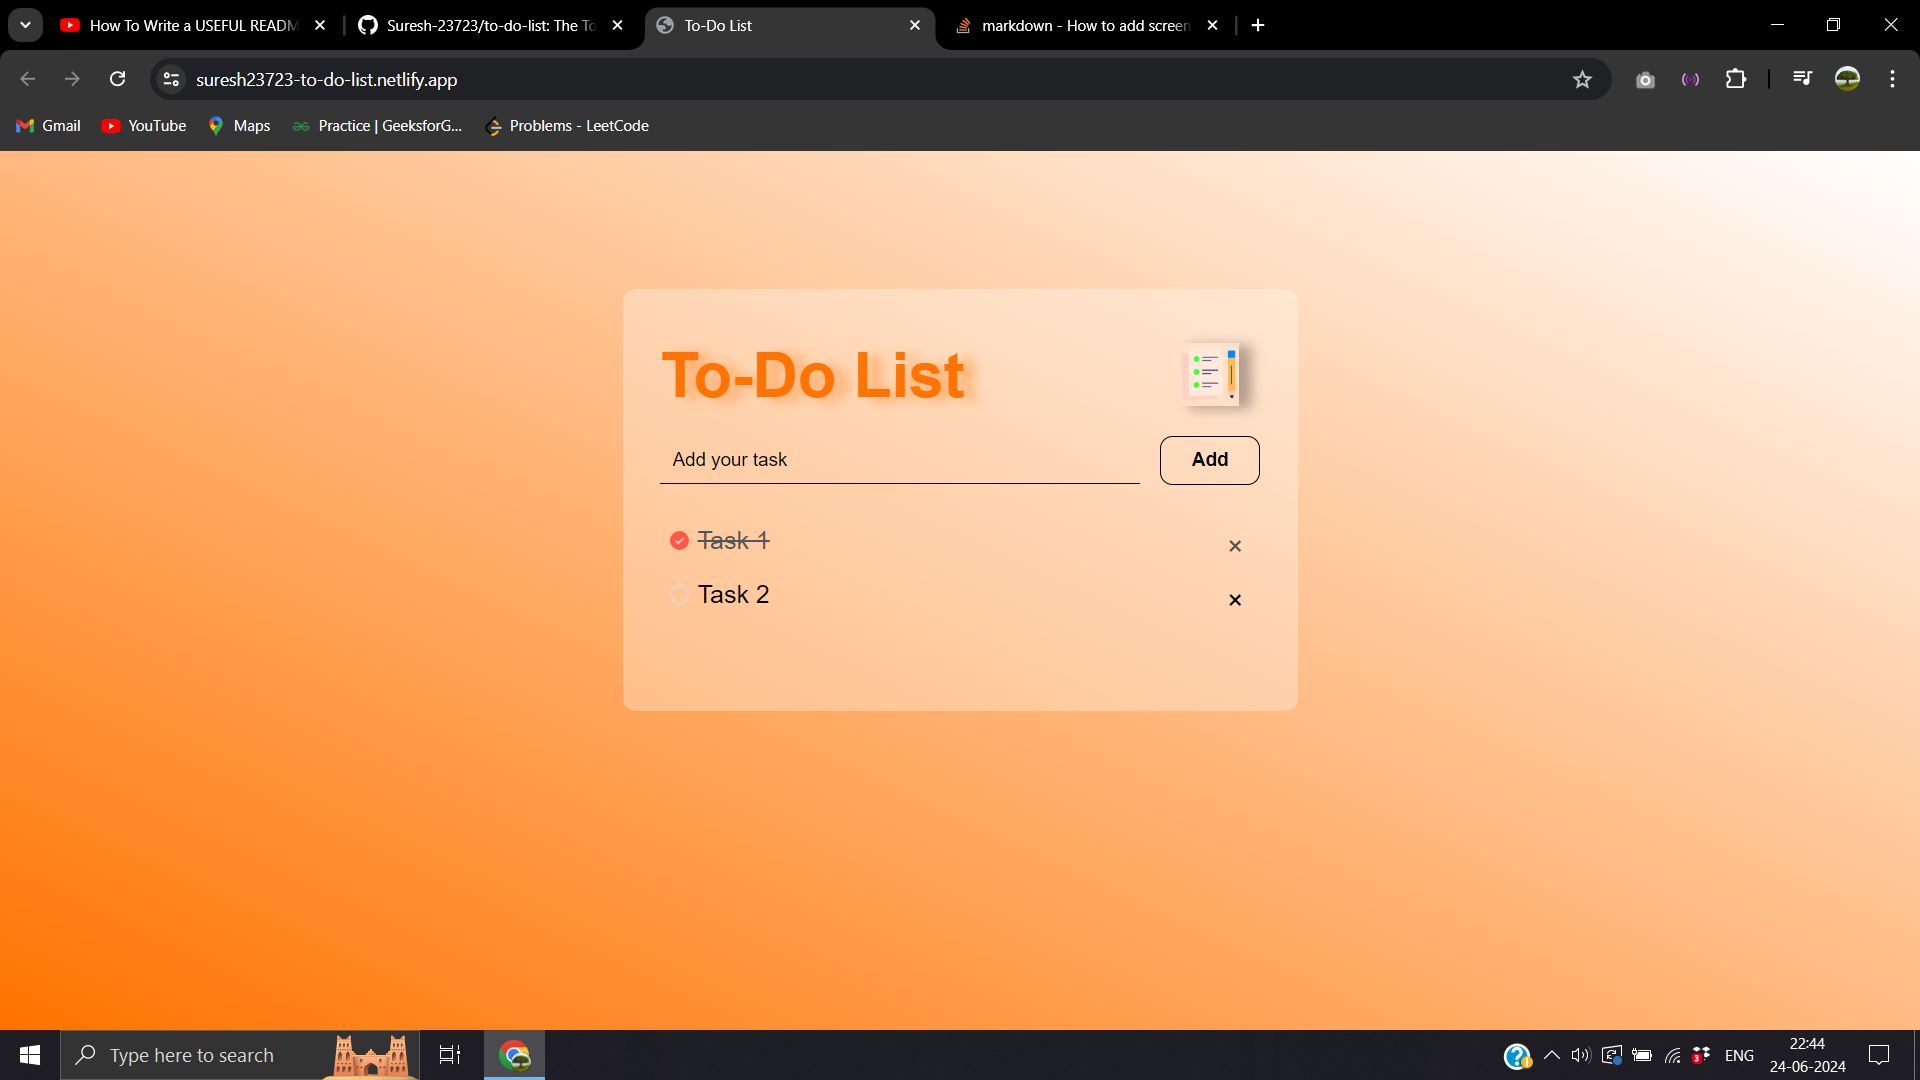 How To Write a USEFUL READM
Suresh-23723/to-do-list: The To
To-Do List
markdown - How to add screen
suresh23723-to-do-list.netlify.app
Gmail
YouTube
Maps
Practice | GeeksforG...
Problems - LeetCode
To-Do List
Add your task
Add
Task 1
Task 2
Type here to search
3
ENG
22:44
24-06-2024